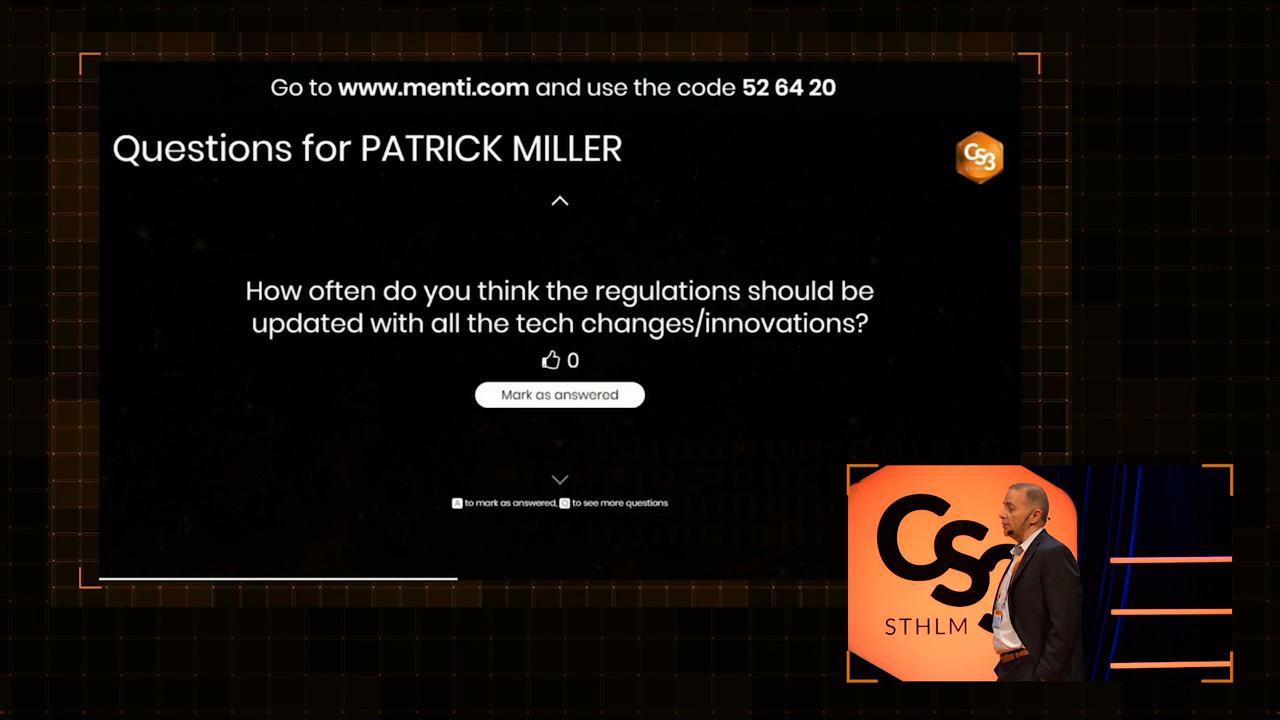 Go to www.menti.com and use the code 52 64 20
Questions for PATRICK MILLER
CS3
How often do you think the regulations should be
updated with all the tech changes/innovations?
0
Mark as answered
A to mark as answered, Q to see more questions
CS3
STHLM